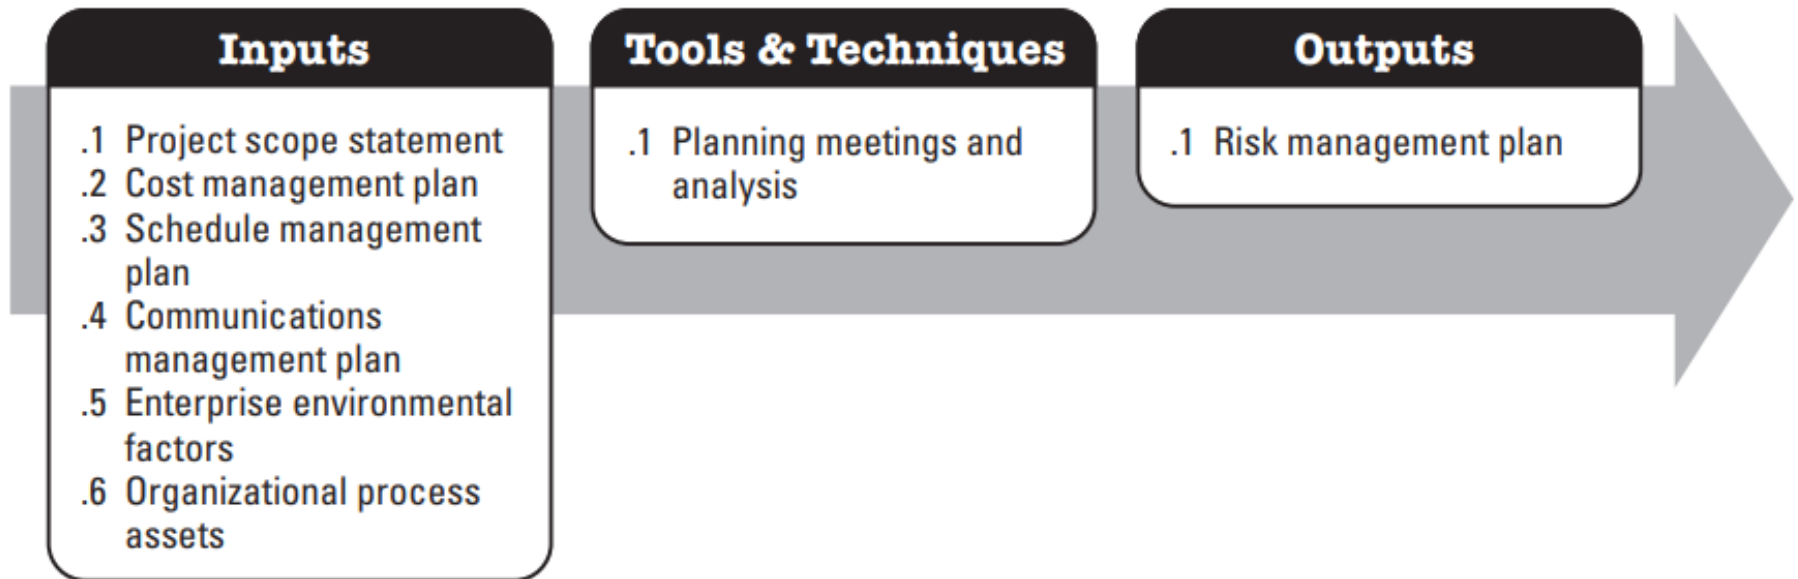 Inputs
.1 Project scope statement
.2 Cost management plan
.3 Schedule management
plan
.4 Communications
management plan
.5 Enterprise environmental
factors
.6 Organizational process
assets
Tools & Techniques
.1 Planning meetings and
analysis
Outputs
.1 Risk management plan